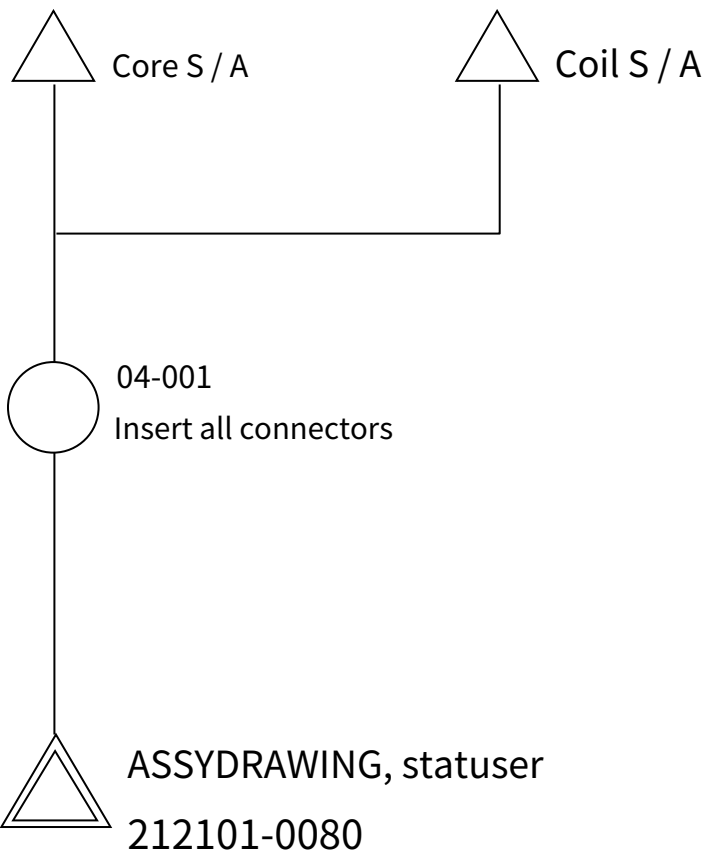 Core S / A
Coil S / A
04-001
Insert all connectors
ASSYDRAWING, statuser
212101-0080